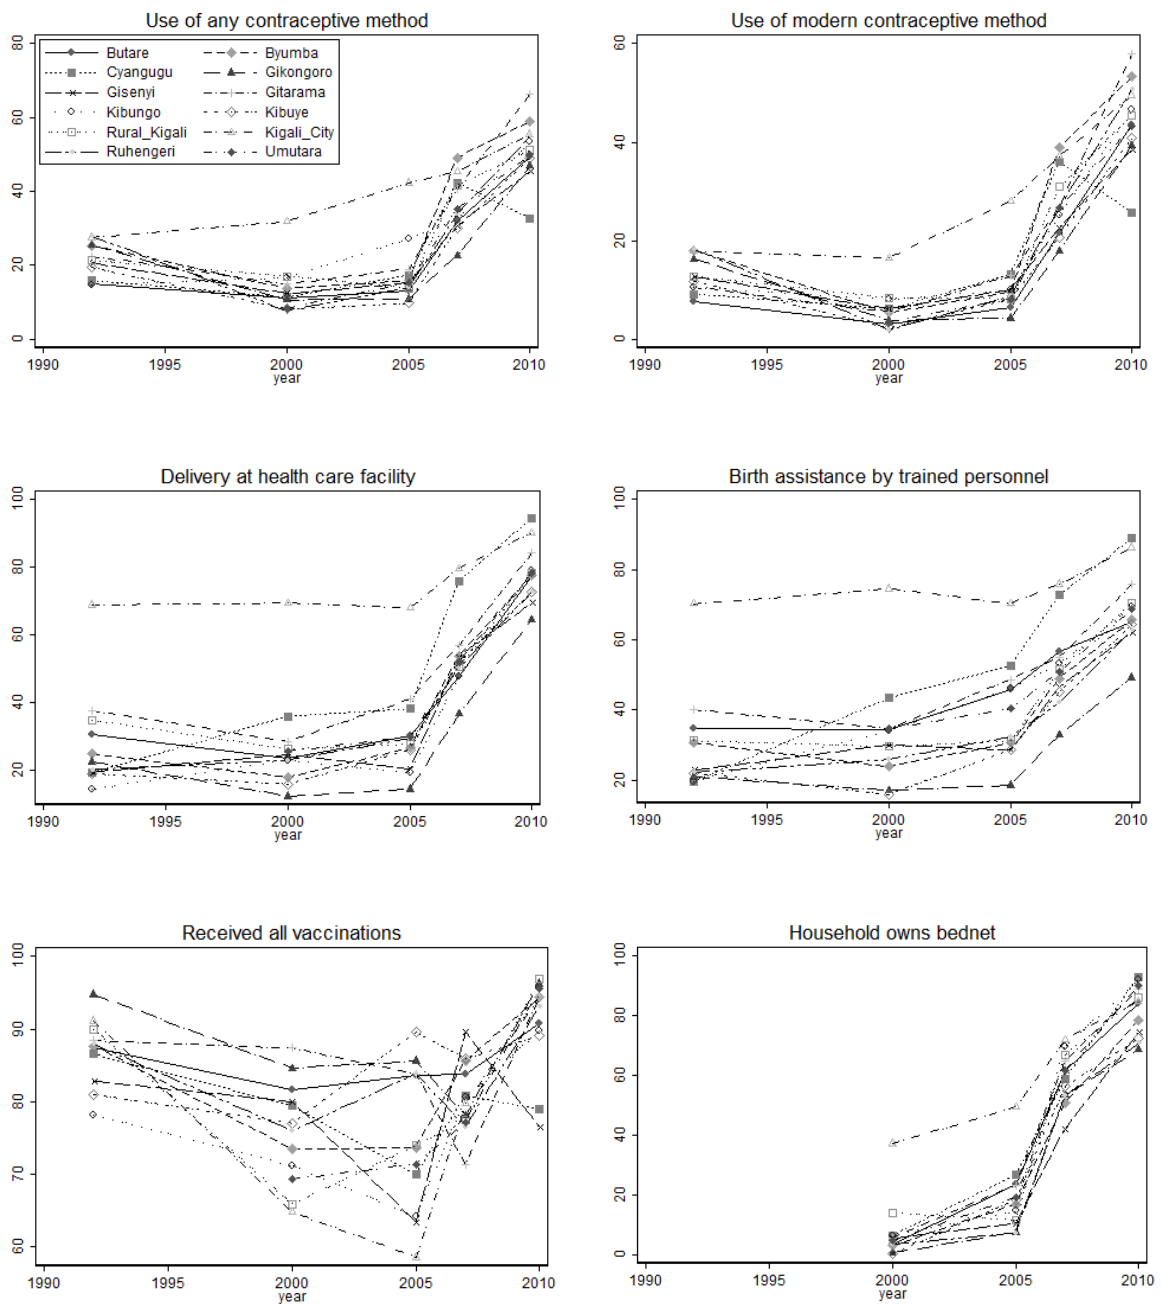 Use of any contraceptive method
80
60
40
20
0
Butare
Byumba
Cyangugu
Gikongoro
Gisenyi
Gitarama
Kibungo
Kibuye
Rural_Kigali
Kigali_City
Ruhengeri
Umutara
1990 1995 2000 2005 2010
year
Use of modern contraceptive method
60
40
20
0
1990 1995 2000 2005 2010
year
Delivery at health care facility
100
80
60
40
20
1990 1995 2000 2005 2010
year
Birth assistance by trained personnel
100
80
60
40
20
1990 1995 2000 2005 2010
year
Received all vaccinations
100
90
80
70
60
1990 1995 2000 2005 2010
year
Household owns bednet
100
80
60
40
20
0
1990 1995 2000 2005 2010
year